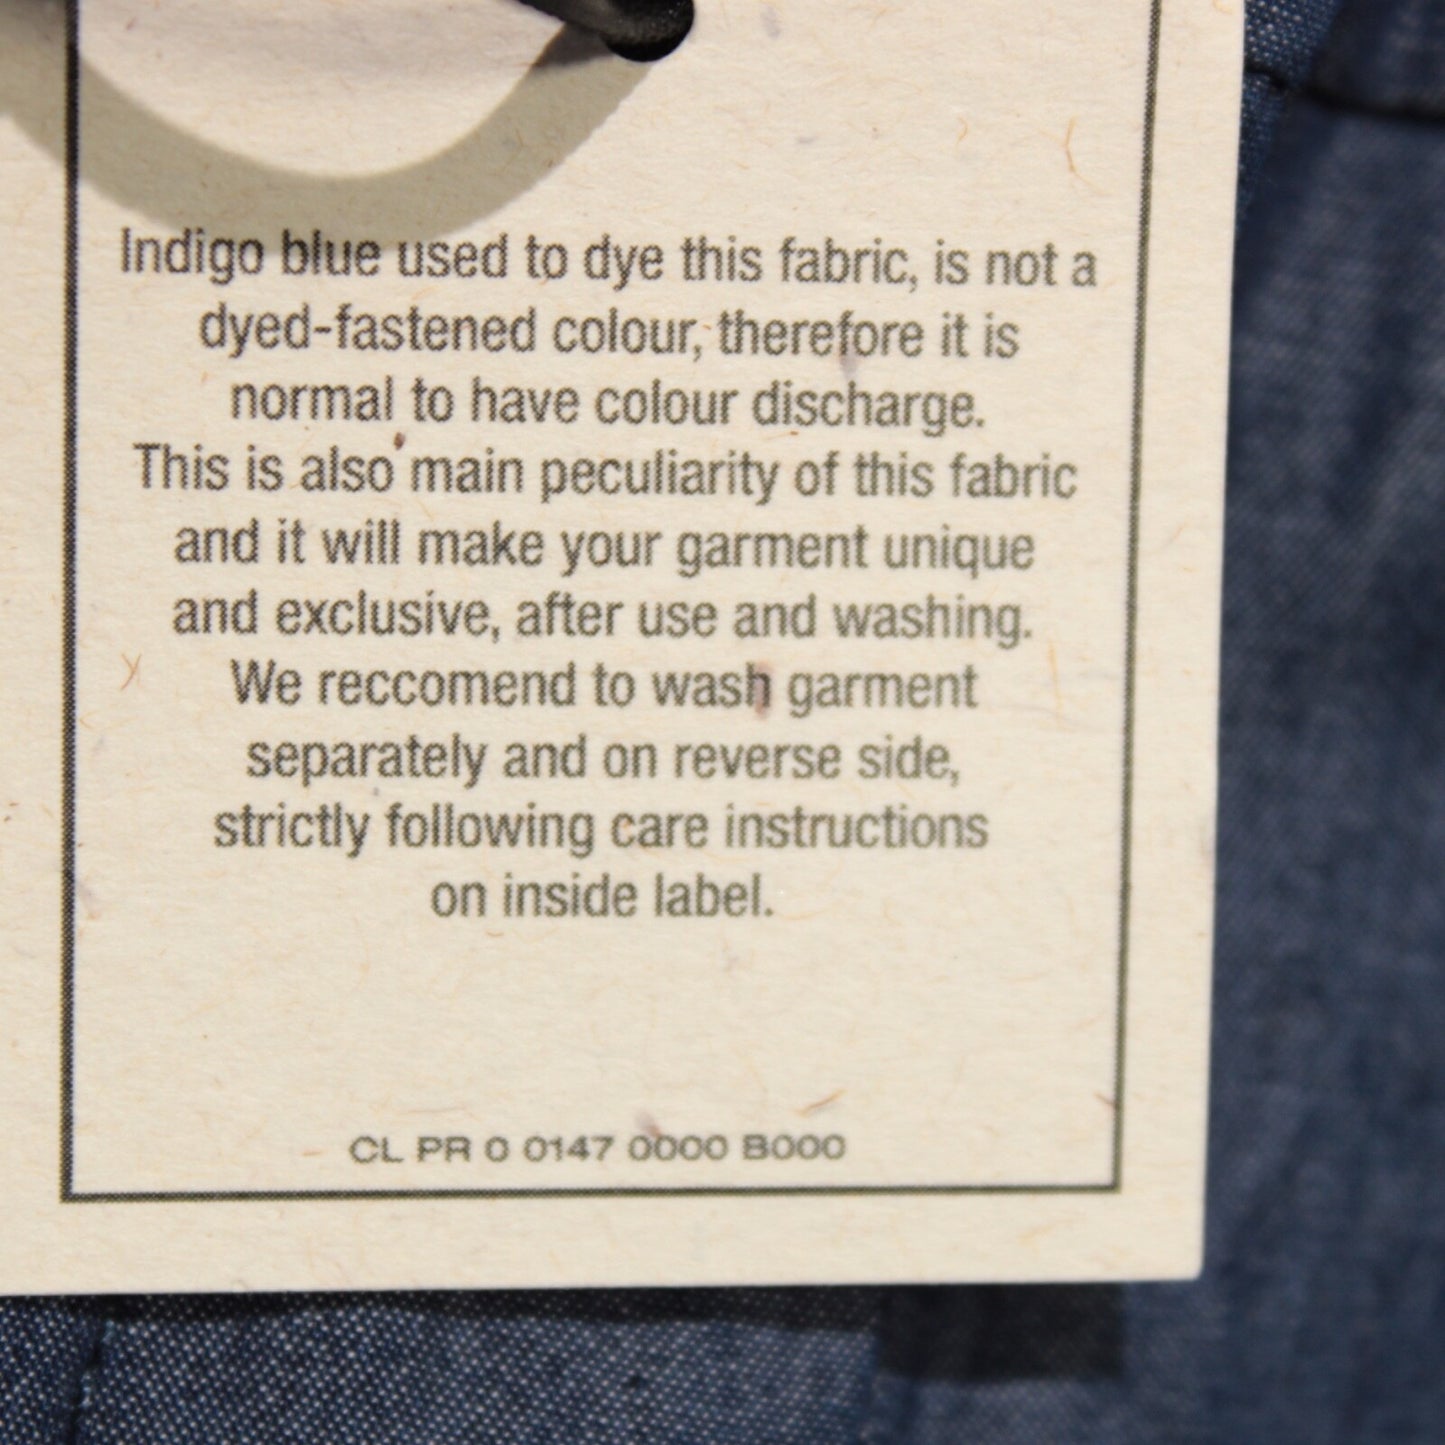 Indigo blue used to dye this fabric, is not a
dyed-fastened colour, therefore it is
normal to have colour discharge.
This is also main peculiarity of this fabric
and it will make your garment unique
and exclusive, after use and washing.
We reccomend to wash garment
separately and on reverse side,
strictly following care instructions
on inside label.
CL PR 0 0147 0000 B000